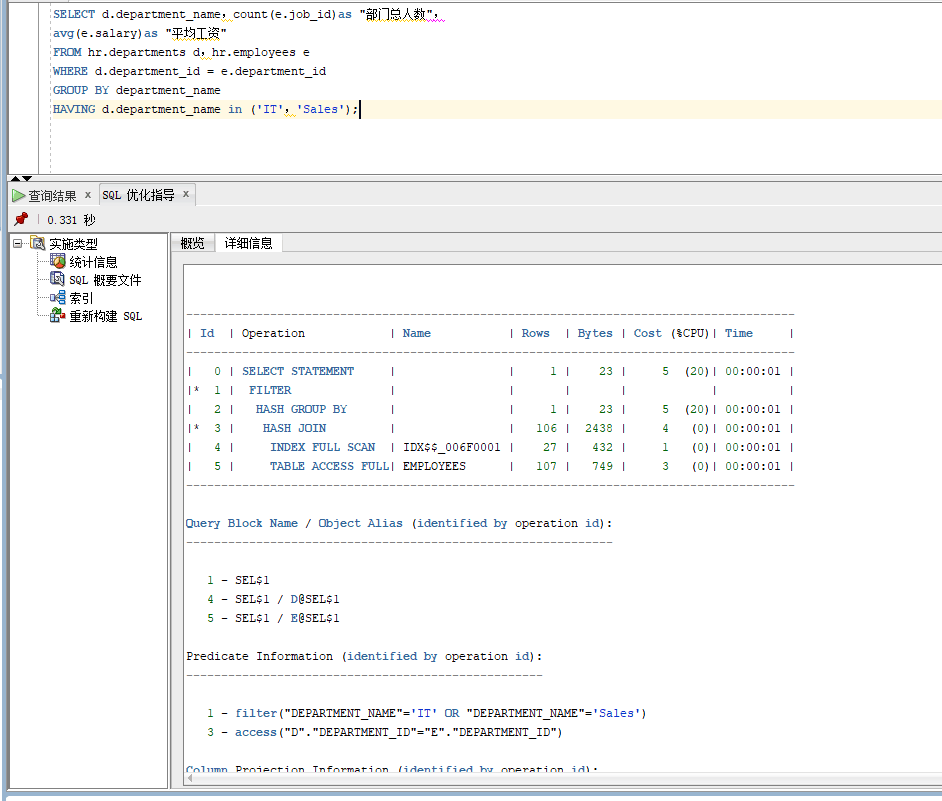 SELECT d.department_name，count(e.job_id)as "部门总人数"，
avg(e.salary)as "平均工资"
FROM hr.departments d，hr.employees e
WHERE d.department_id = e.department_id
GROUP BY department_name
HAVING d.department_name in ('IT'，'Sales');
查询结果 × SQL 优化指导 ×
0.331 秒
实施类型
统计信息
SQL 概要文件
索引
重新构建 SQL
概览 详细信息
--------------------------------------------------------------------------------------
| Id | Operation | Name | Rows | Bytes | Cost (%CPU)| Time |
--------------------------------------------------------------------------------------
| 0 | SELECT STATEMENT | | 1 | 23 | 5 (20)| 00:00:01 |
|* 1 | FILTER | | | | | |
| 2 | HASH GROUP BY | | 1 | 23 | 5 (20)| 00:00:01 |
|* 3 | HASH JOIN | | 106 | 2438 | 4 (0)| 00:00:01 |
| 4 | INDEX FULL SCAN | IDX$$_006F0001 | 27 | 432 | 1 (0)| 00:00:01 |
| 5 | TABLE ACCESS FULL| EMPLOYEES | 107 | 749 | 3 (0)| 00:00:01 |
--------------------------------------------------------------------------------------
Query Block Name / Object Alias (identified by operation id):
-------------------------------------------------------------
1 - SEL$1
4 - SEL$1 / D@SEL$1
5 - SEL$1 / E@SEL$1
Predicate Information (identified by operation id):
---------------------------------------------------
1 - filter("DEPARTMENT_NAME"='IT' OR "DEPARTMENT_NAME"='Sales')
3 - access("D"."DEPARTMENT_ID"="E"."DEPARTMENT_ID")
Column Projection Information (identified by operation id):